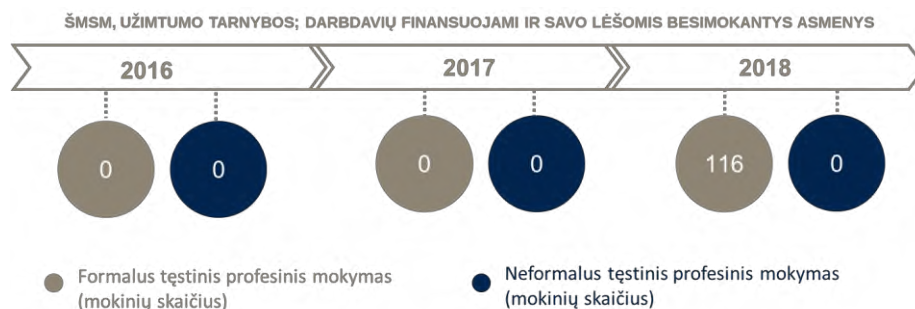 ŠMSM, UŽIMTUMO TARNYBOS; DARBDAVIŲ FINANSUOJAMI IR SAVO LĖŠOMIS BESIMOKANTYS ASMENYS
2016 2017 2018
0 0 0 0 116 0
Formalus tęstinis profesinis mokymas
(mokinių skaičius)
Neformalus tęstinis profesinis mokymas
(mokinių skaičius)